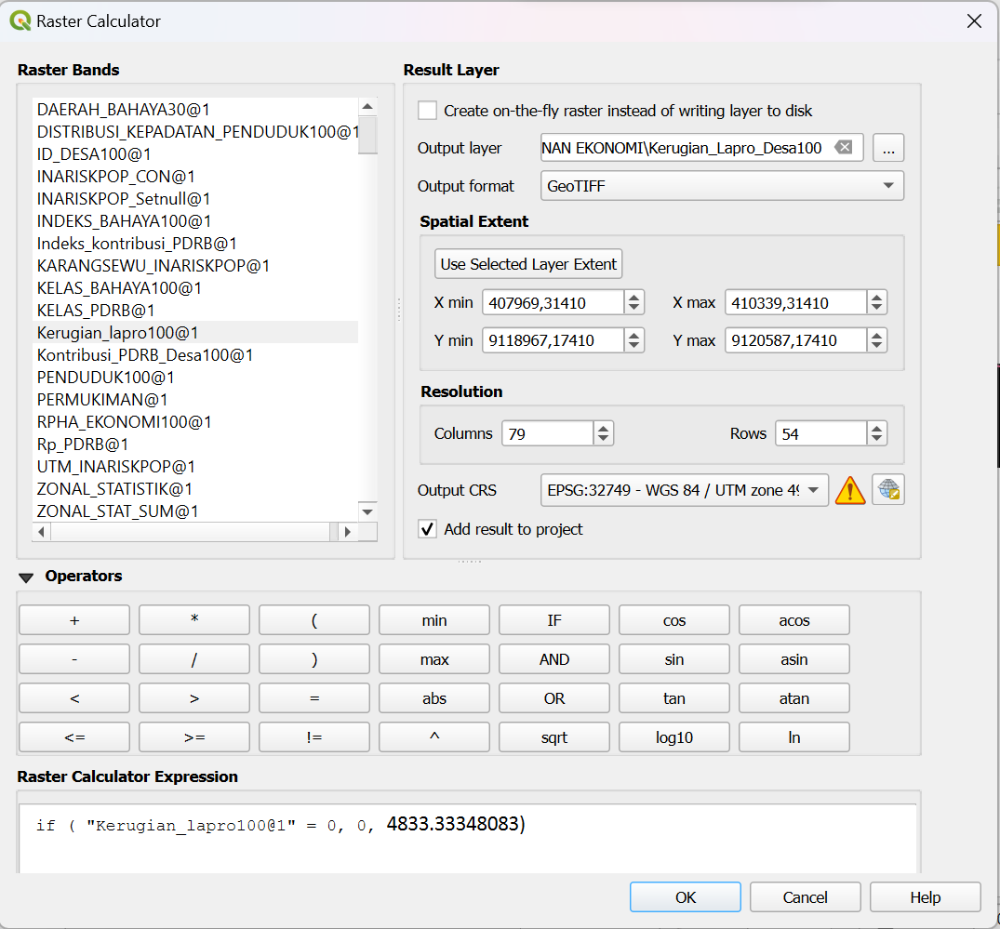 Raster Calculator
Raster Bands
DAERAH_BAHAYA30@1
DISTRIBUSI_KEPADATAN_PENDUDUK100@1
ID_DESA100@1
INARISKPOP_CON@1
INARISKPOP_Setnull@1
INDEKS_BAHAYA100@1
Indeks_kontribusi_PDRB@1
KARANGSEWU_INARISKPOP@1
KELAS_BAHAYA100@1
KELAS_PDRB@1
Kerugian_lapro100@1
Kontribusi_PDRB_Desa100@1
PENDUDUK100@1
PERMUKIMAN@1
RPHA_EKONOMI100@1
Rp_PDRB@1
UTM_INARISKPOP@1
ZONAL_STATISTIK@1
ZONAL_STAT_SUM@1
Result Layer
Create on-the-fly raster instead of writing layer to disk
Output layer NAN EKONOMI\Kerugian_Lapro_Desa100 ...
Output format GeoTIFF
Spatial Extent
Use Selected Layer Extent
X min 407969,31410 X max 410339,31410
Y min 9118967,17410 Y max 9120587,17410
Resolution
Columns 79 Rows 54
Output CRS EPSG:32749 - WGS 84 / UTM zone 49
Add result to project
Operators
+ * ( min IF cos acos
- / ) max AND sin asin
< > = abs OR tan atan
<= >= != ^ sqrt log10 ln
Raster Calculator Expression
if ( "Kerugian_lapro100@1" = 0, 0, 4833.33348083)
OK Cancel Help